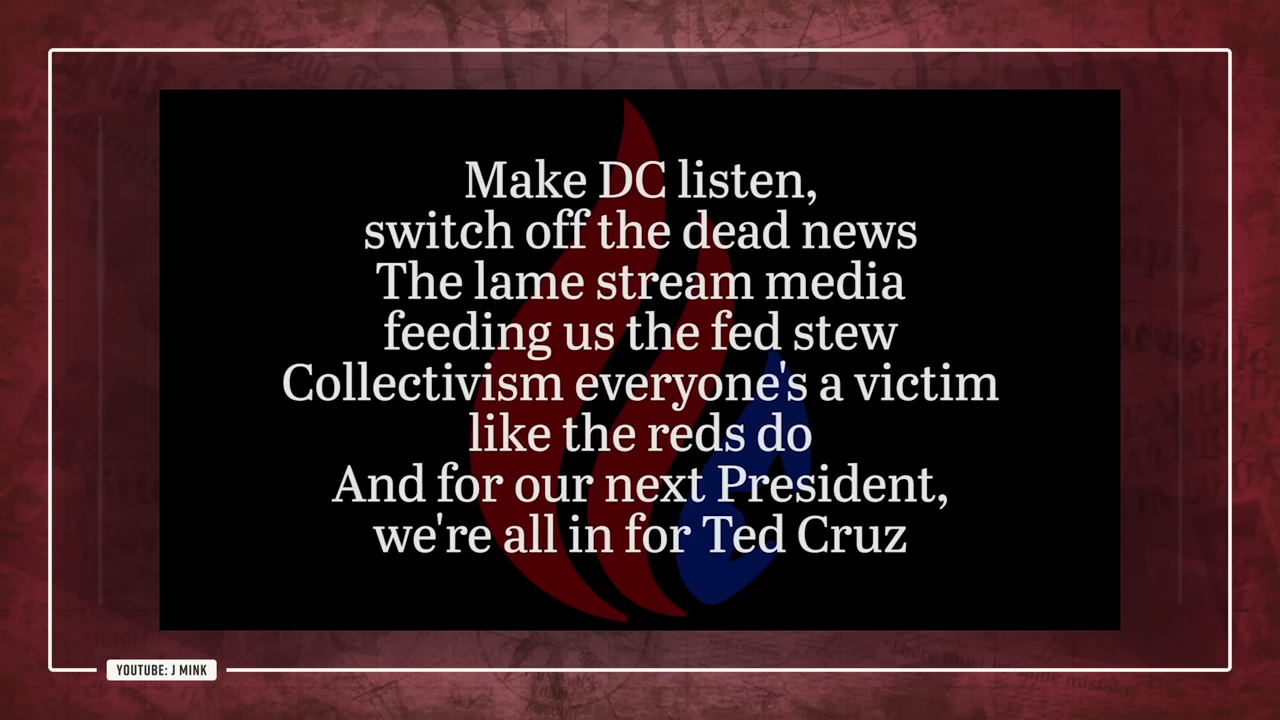 Make DC listen,
switch off the dead news
The lame stream media
feeding us the fed stew
Collectivism everyone's a victim
like the reds do
And for our next President,
we're all in for Ted Cruz
YOUTUBE: J MINK